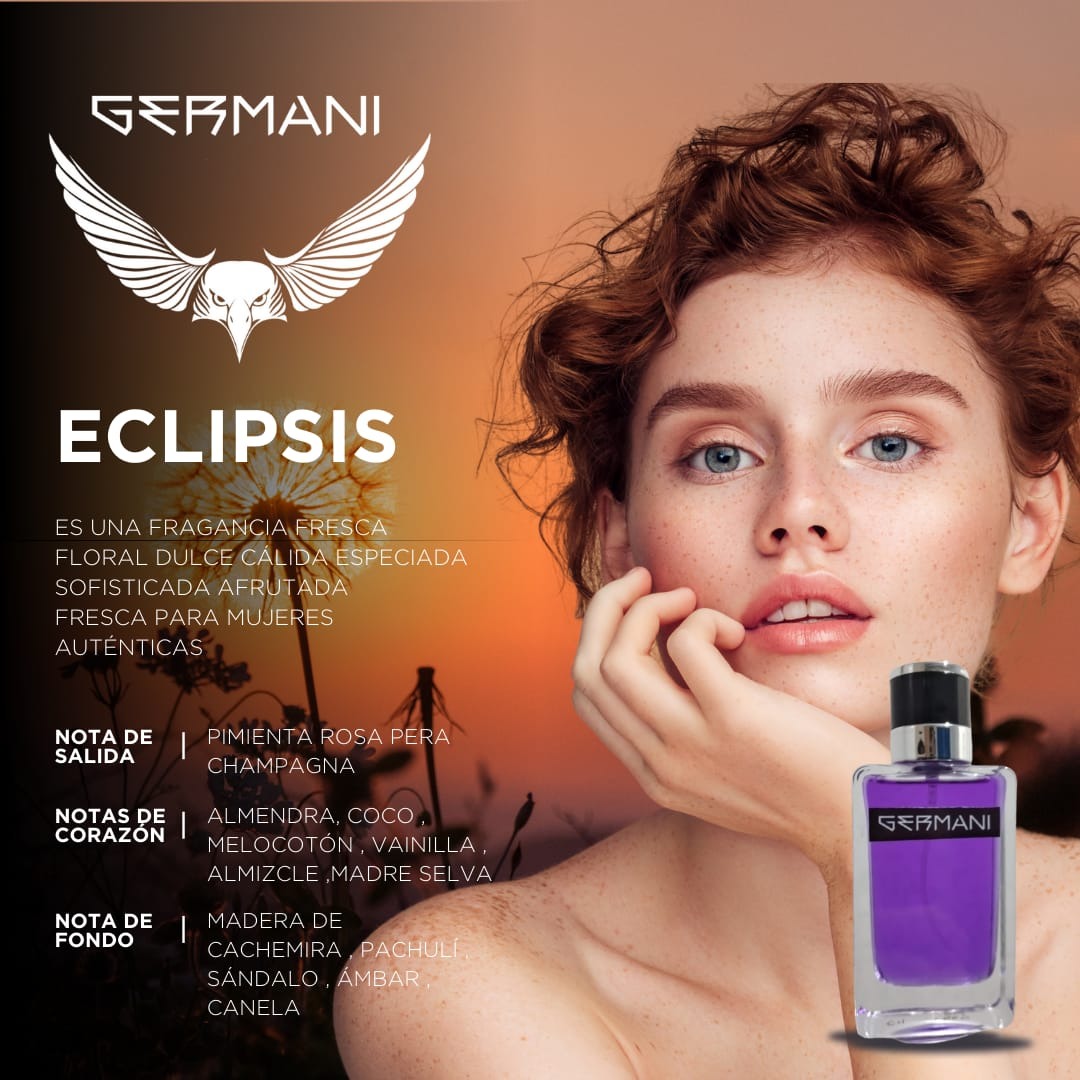 GERMANI
ECLIPSIS
ES UNA FRAGANCIA FRESCA
FLORAL DULCE CÁLIDA ESPECIADA
SOFISTICADA AFRUTADA
FRESCA PARA MUJERES
AUTÉNTICAS
NOTA DE
SALIDA | PIMIENTA ROSA PERA
CHAMPAGNA
NOTAS DE
CORAZÓN | ALMENDRA, COCO ,
MELOCOTÓN , VAINILLA ,
ALMIZCLE ,MADRE SELVA
NOTA DE
FONDO | MADERA DE
CACHEMIRA , PACHULÍ ,
SÁNDALO , ÁMBAR ,
CANELA
GERMANI